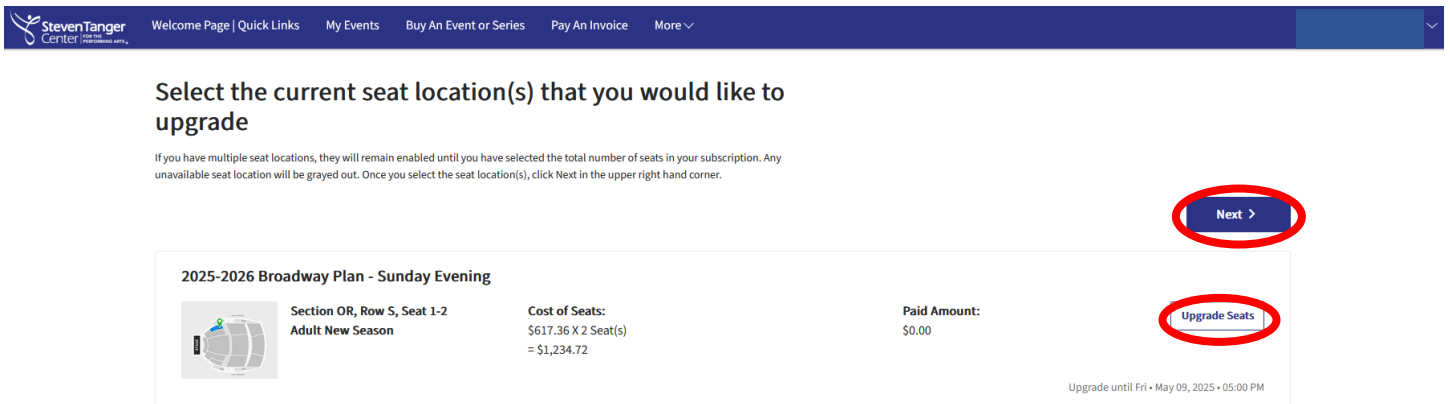 StevenTanger
Center FOR THE PERFORMING ARTS
Welcome Page | Quick Links My Events Buy An Event or Series Pay An Invoice More
Select the current seat location(s) that you would like to
upgrade
If you have multiple seat locations, they will remain enabled until you have selected the total number of seats in your subscription. Any
unavailable seat location will be grayed out. Once you select the seat location(s), click Next in the upper right hand corner.
Next >
2025-2026 Broadway Plan - Sunday Evening
Section OR, Row S, Seat 1-2
Adult New Season
Cost of Seats:
$617.36 X 2 Seat(s)
= $1,234.72
Paid Amount:
$0.00
Upgrade Seats
Upgrade until Fri • May 09, 2025 • 05:00 PM